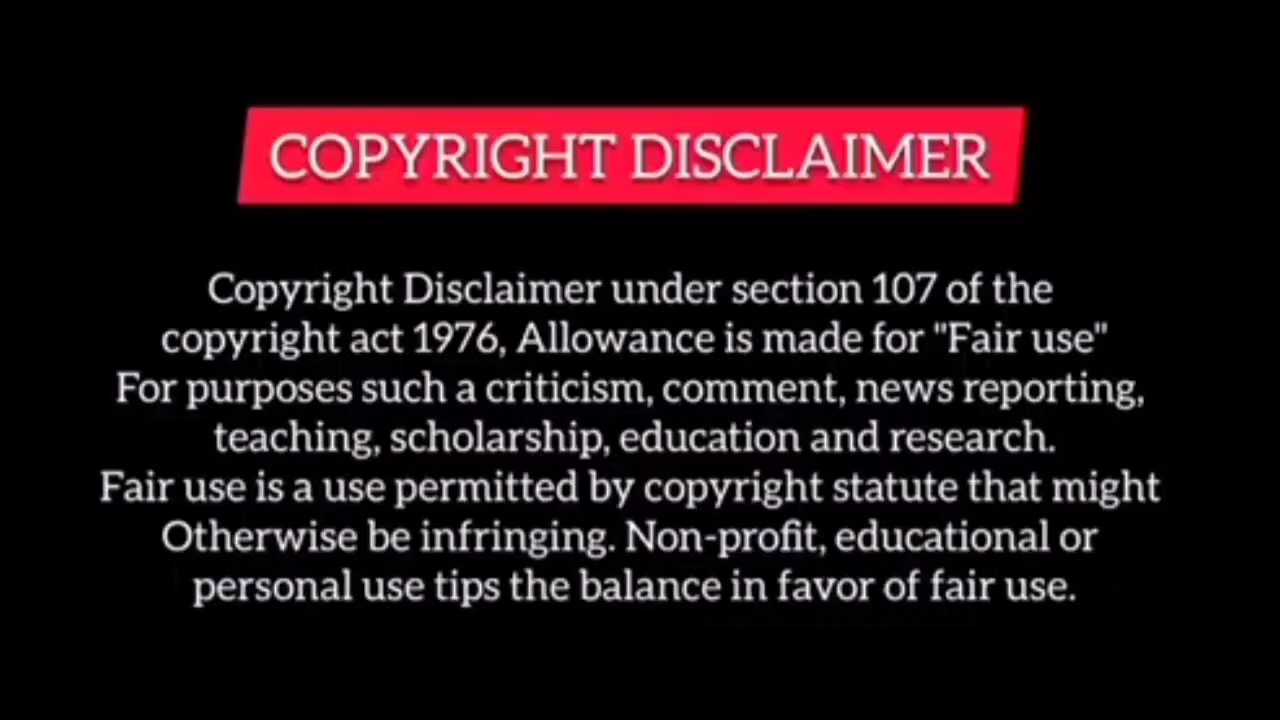 COPYRIGHT DISCLAIMER
Copyright Disclaimer under section 107 of the
copyright act 1976, Allowance is made for "Fair use"
For purposes such a criticism, comment, news reporting,
teaching, scholarship, education and research.
Fair use is a use permitted by copyright statute that might
Otherwise be infringing. Non-profit, educational or
personal use tips the balance in favor of fair use.